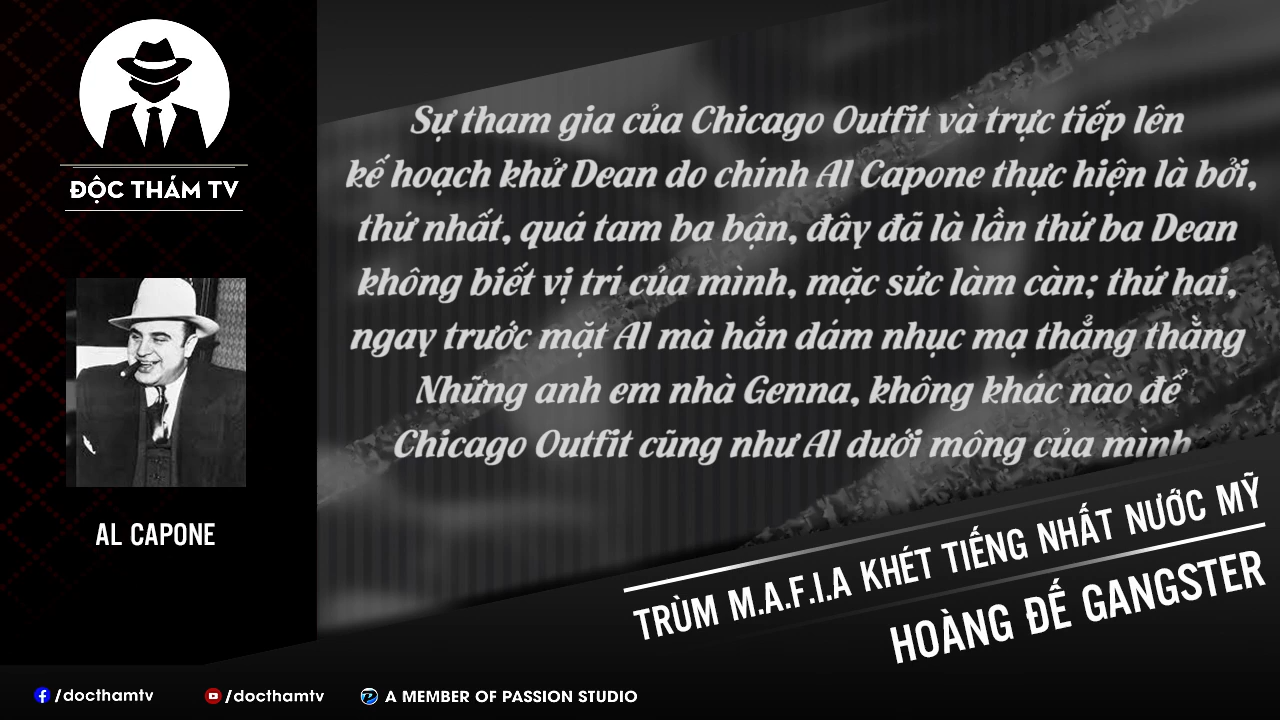 ĐỘC THÁM TV
AL CAPONE
Sự tham gia của Chicago Outfit và trực tiếp lên
kế hoạch khử Dean do chính Al Capone thực hiện là bởi,
thứ nhất, quá tam ba bận, đây đã là lần thứ ba Dean
không biết vị trí của mình, mặc sức làm càn; thứ hai,
ngay trước mặt Al mà hắn dám nhục mạ thẳng thằng
Những anh em nhà Genna, không khác nào để
Chicago Outfit cũng như Al dưới mông của mình
TRÙM M.A.F.I.A KHÉT TIẾNG NHẤT NƯỚC MỸ
HOÀNG ĐẾ GANGSTER
/docthamtv
/docthamtv
A MEMBER OF PASSION STUDIO